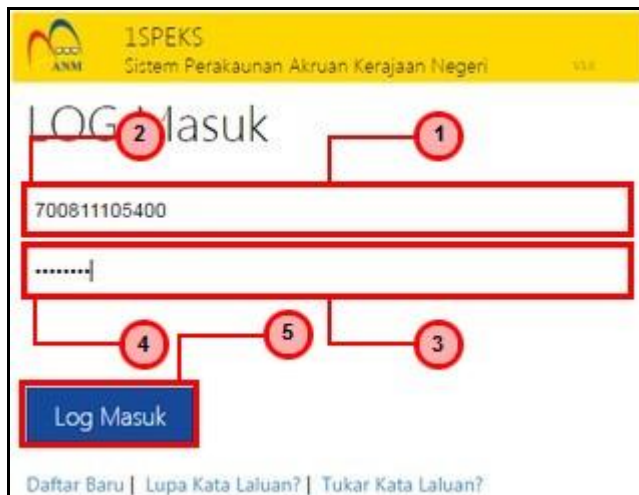 1SPEKS
ANM
Sistem Perakaunan Akruan Kerajaan Negeri
LOG Masuk
2
1
700811105400
••••••••
4
5
3
Log Masuk
Daftar Baru | Lupa Kata Laluan? | Tukar Kata Laluan?